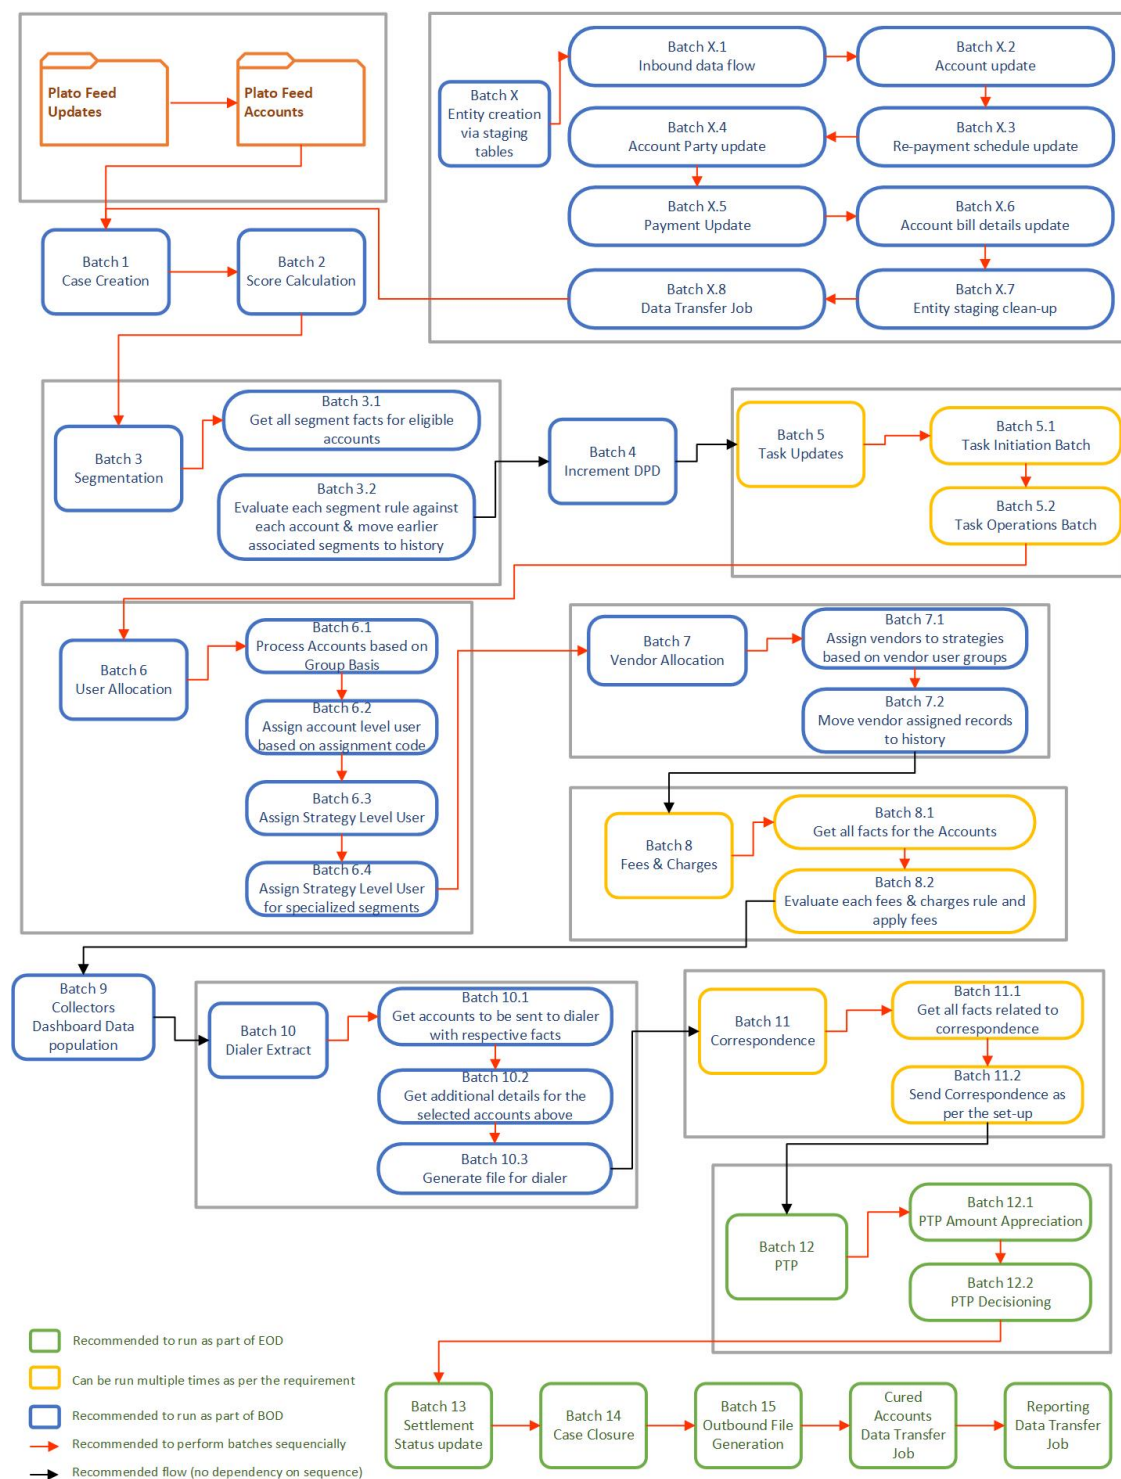 Plato Feed
Updates
Plato Feed
Accounts
Batch X
Entity creation
via staging
tables
Batch X.1
Inbound data flow
Batch X.2
Account update
Batch X.4
Account Party update
Batch X.3
Re-payment schedule update
Batch X.5
Payment Update
Batch X.6
Account bill details update
Batch X.8
Data Transfer Job
Batch X.7
Entity staging clean-up
Batch 1
Case Creation
Batch 2
Score Calculation
Batch 3
Segmentation
Batch 3.1
Get all segment facts for eligible
accounts
Batch 3.2
Evaluate each segment rule against
each account & move earlier
associated segments to history
Batch 4
Increment DPD
Batch 5
Task Updates
Batch 5.1
Task Initiation Batch
Batch 5.2
Task Operations Batch
Batch 6
User Allocation
Batch 6.1
Process Accounts based on
Group Basis
Batch 6.2
Assign account level user
based on assignment code
Batch 6.3
Assign Strategy Level User
Batch 6.4
Assign Strategy Level User
for specialized segments
Batch 7
Vendor Allocation
Batch 7.1
Assign vendors to strategies
based on vendor user groups
Batch 7.2
Move vendor assigned records
to history
Batch 8
Fees & Charges
Batch 8.1
Get all facts for the Accounts
Batch 8.2
Evaluate each fees & charges rule and
apply fees
Batch 9
Collectors
Dashboard Data
population
Batch 10
Dialer Extract
Batch 10.1
Get accounts to be sent to dialer
with respective facts
Batch 10.2
Get additional details for the
selected accounts above
Batch 10.3
Generate file for dialer
Batch 11
Correspondence
Batch 11.1
Get all facts related to
correspondence
Batch 11.2
Send Correspondence as
per the set-up
Batch 12
PTP
Batch 12.1
PTP Amount Appreciation
Batch 12.2
PTP Decisioning
Batch 13
Settlement
Status update
Batch 14
Case Closure
Batch 15
Outbound File
Generation
Cured
Accounts
Data Transfer
Job
Reporting
Data Transfer
Job
Recommended to run as part of EOD
Can be run multiple times as per the requirement
Recommended to run as part of BOD
Recommended to perform batches sequencially
Recommended flow (no dependency on sequence)